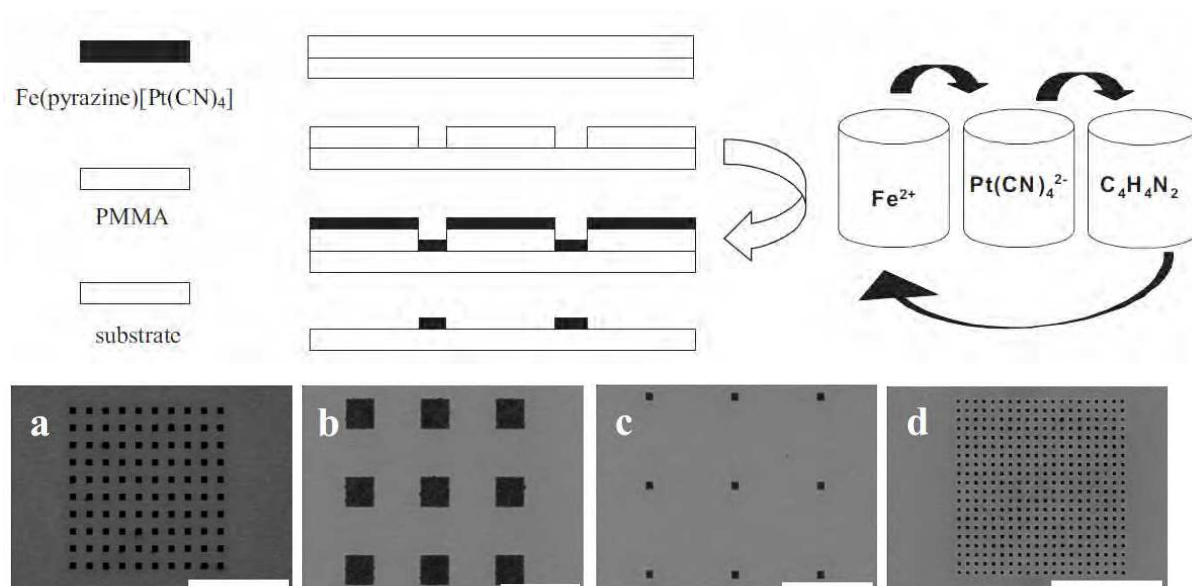 Fe(pyrazine)[Pt(CN)4]
PMMA
substrate
Fe²⁺
Pt(CN)₄²⁻
C₄H₄N₂
a
b
c
d